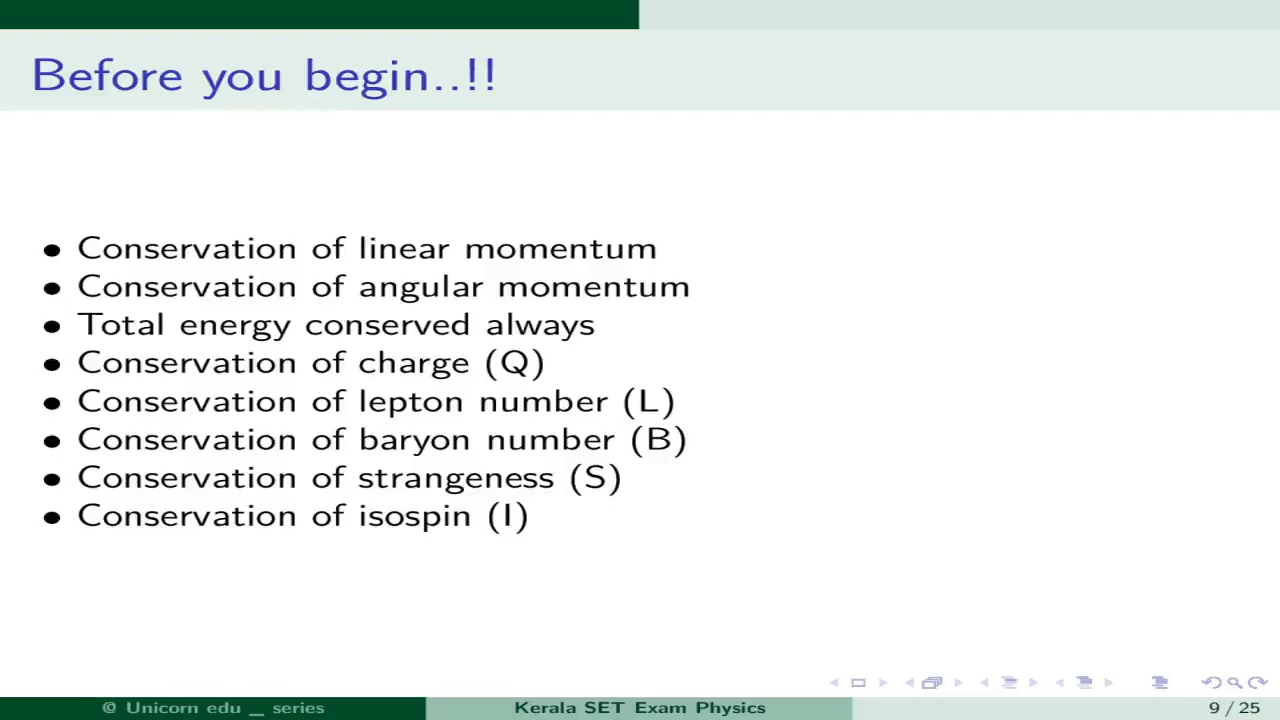 Before you begin..!!
• Conservation of linear momentum
• Conservation of angular momentum
• Total energy conserved always
• Conservation of charge (Q)
• Conservation of lepton number (L)
• Conservation of baryon number (B)
• Conservation of strangeness (S)
• Conservation of isospin (I)
@ Unicorn edu _ series
Kerala SET Exam Physics
9 / 25